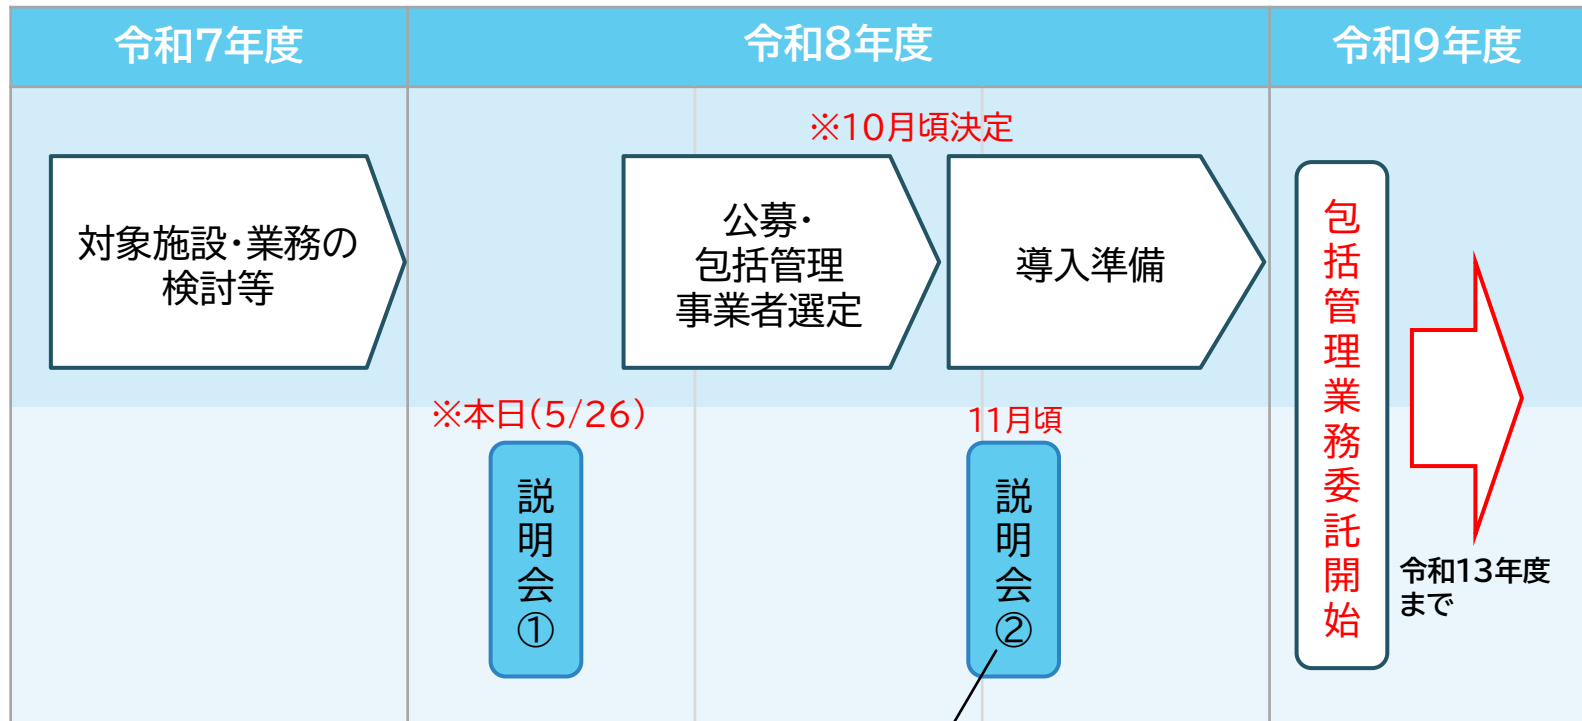 令和7年度
令和8年度
令和9年度
※10月頃決定
対象施設・業務の
検討等
公募・
包括管理
事業者選定
導入準備
包括管理業務委託開始
※本日(5/26)
11月頃
説明会①
説明会②
令和13年度
まで